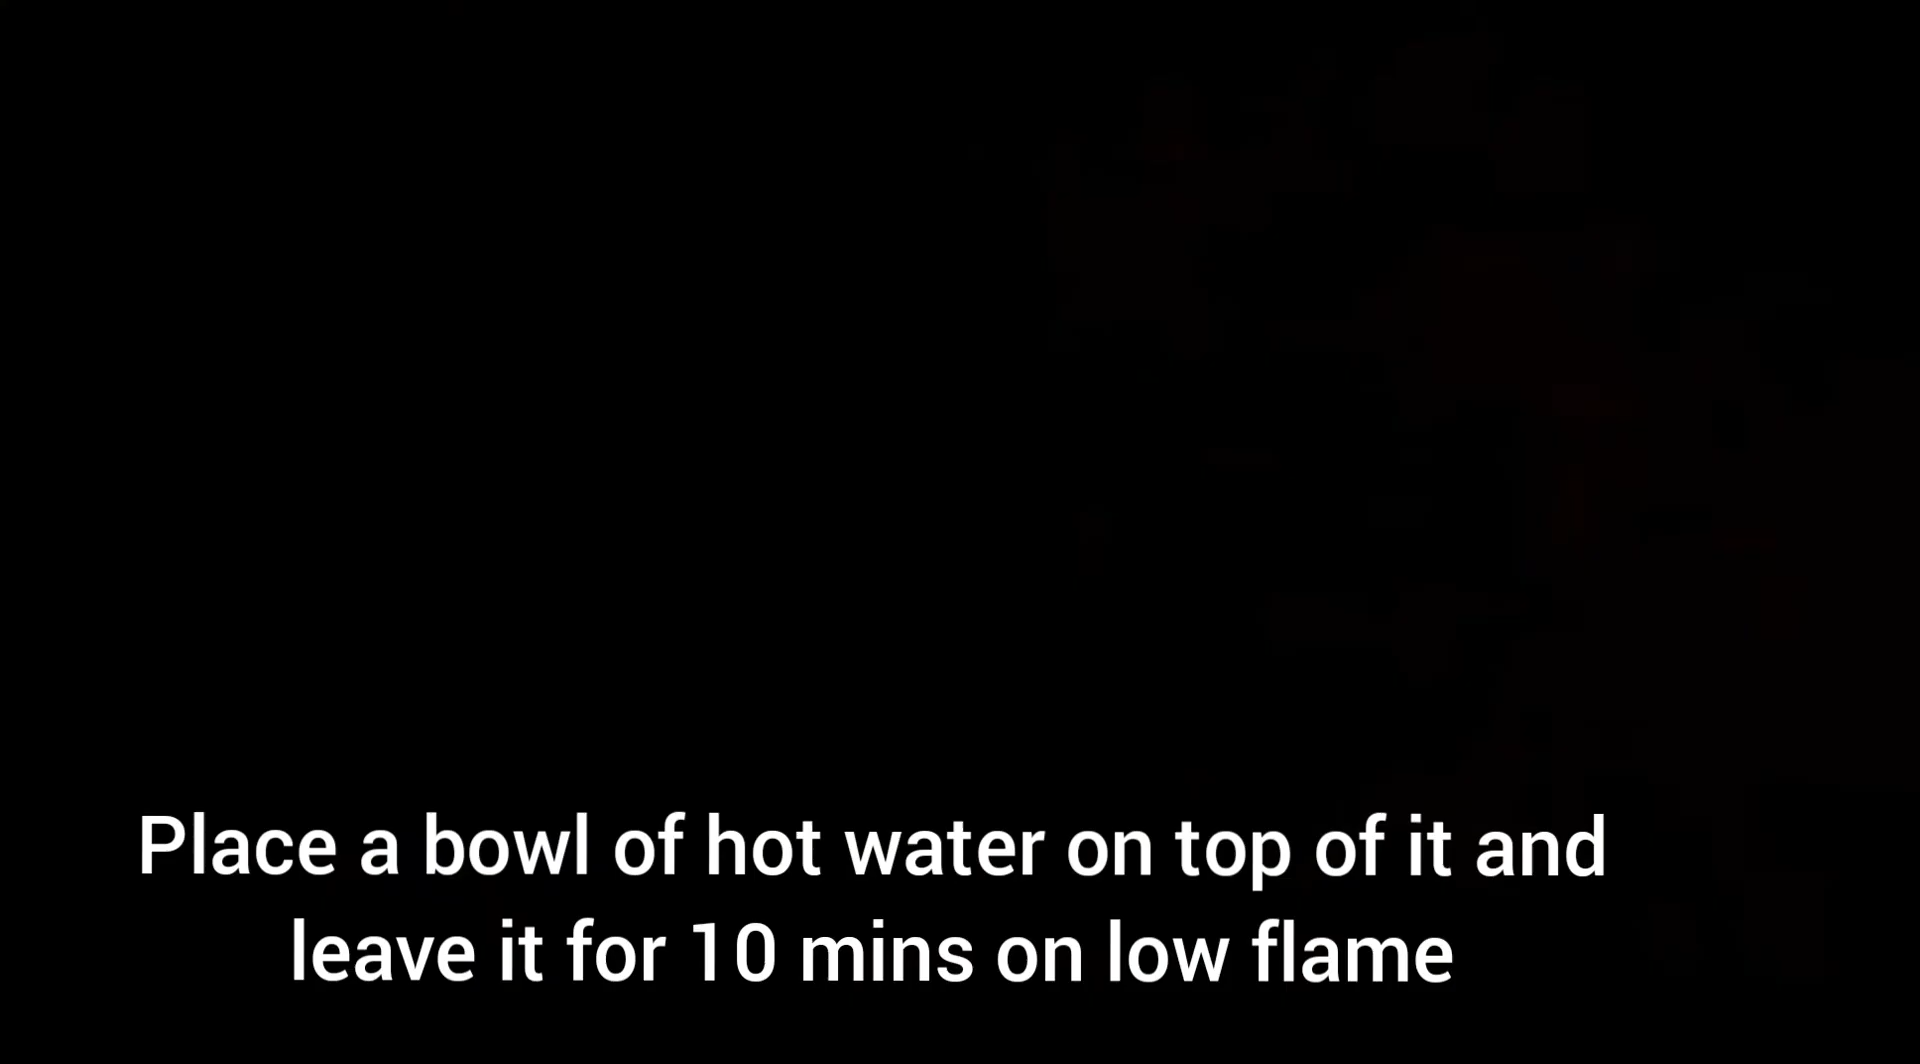 Place a bowl of hot water on top of it and
leave it for 10 mins on low flame